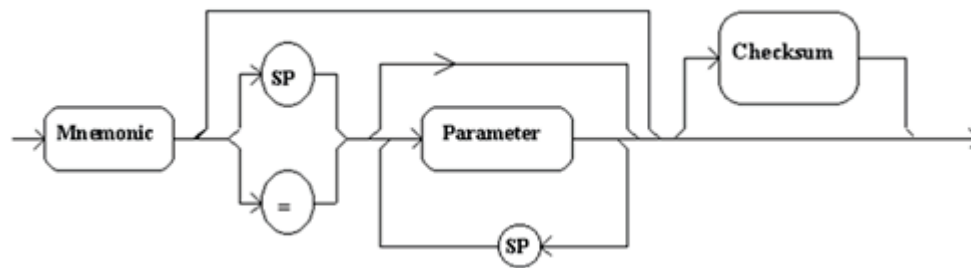 SP
Checksum
Mnemonic
Parameter
=
SP